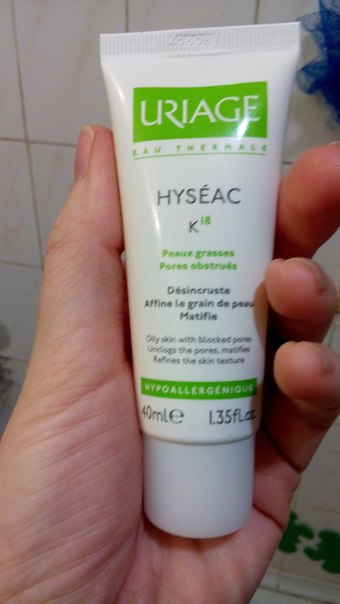 URIAGE
EAU THERMALE
HYSÉAC
K18
Peaux grasses
Pores obstrués
Désincruste
Affine le grain de peau
Matifie
Oily skin with blocked pores
Unclogs the pores, matifies
Refines the skin texture
HYPOALLERGÉNIQUE
40ml℮ 1.35fl.oz